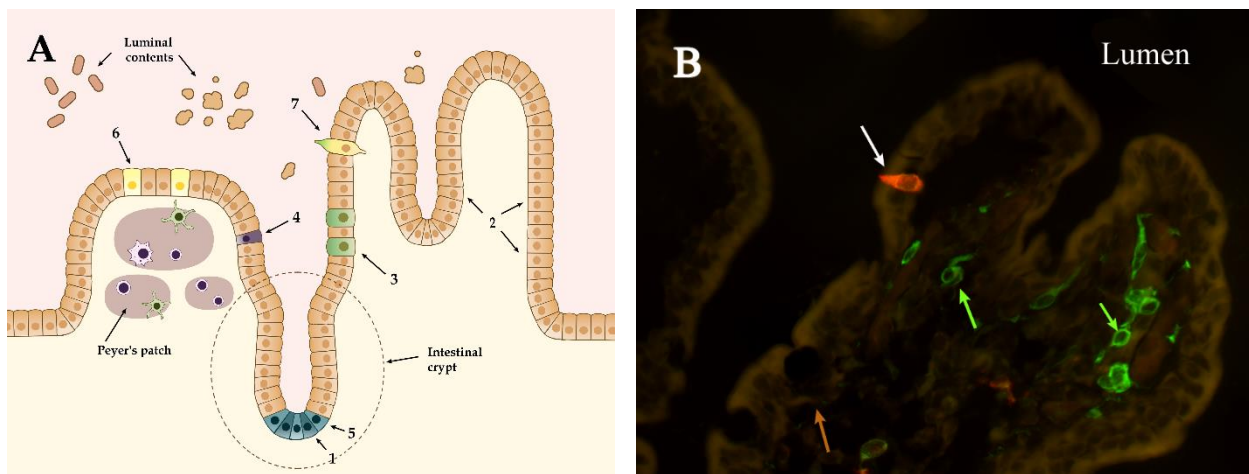 A
Luminal
contents
7
6
4
2
3
Peyer's patch
Intestinal
crypt
5
1
B
Lumen